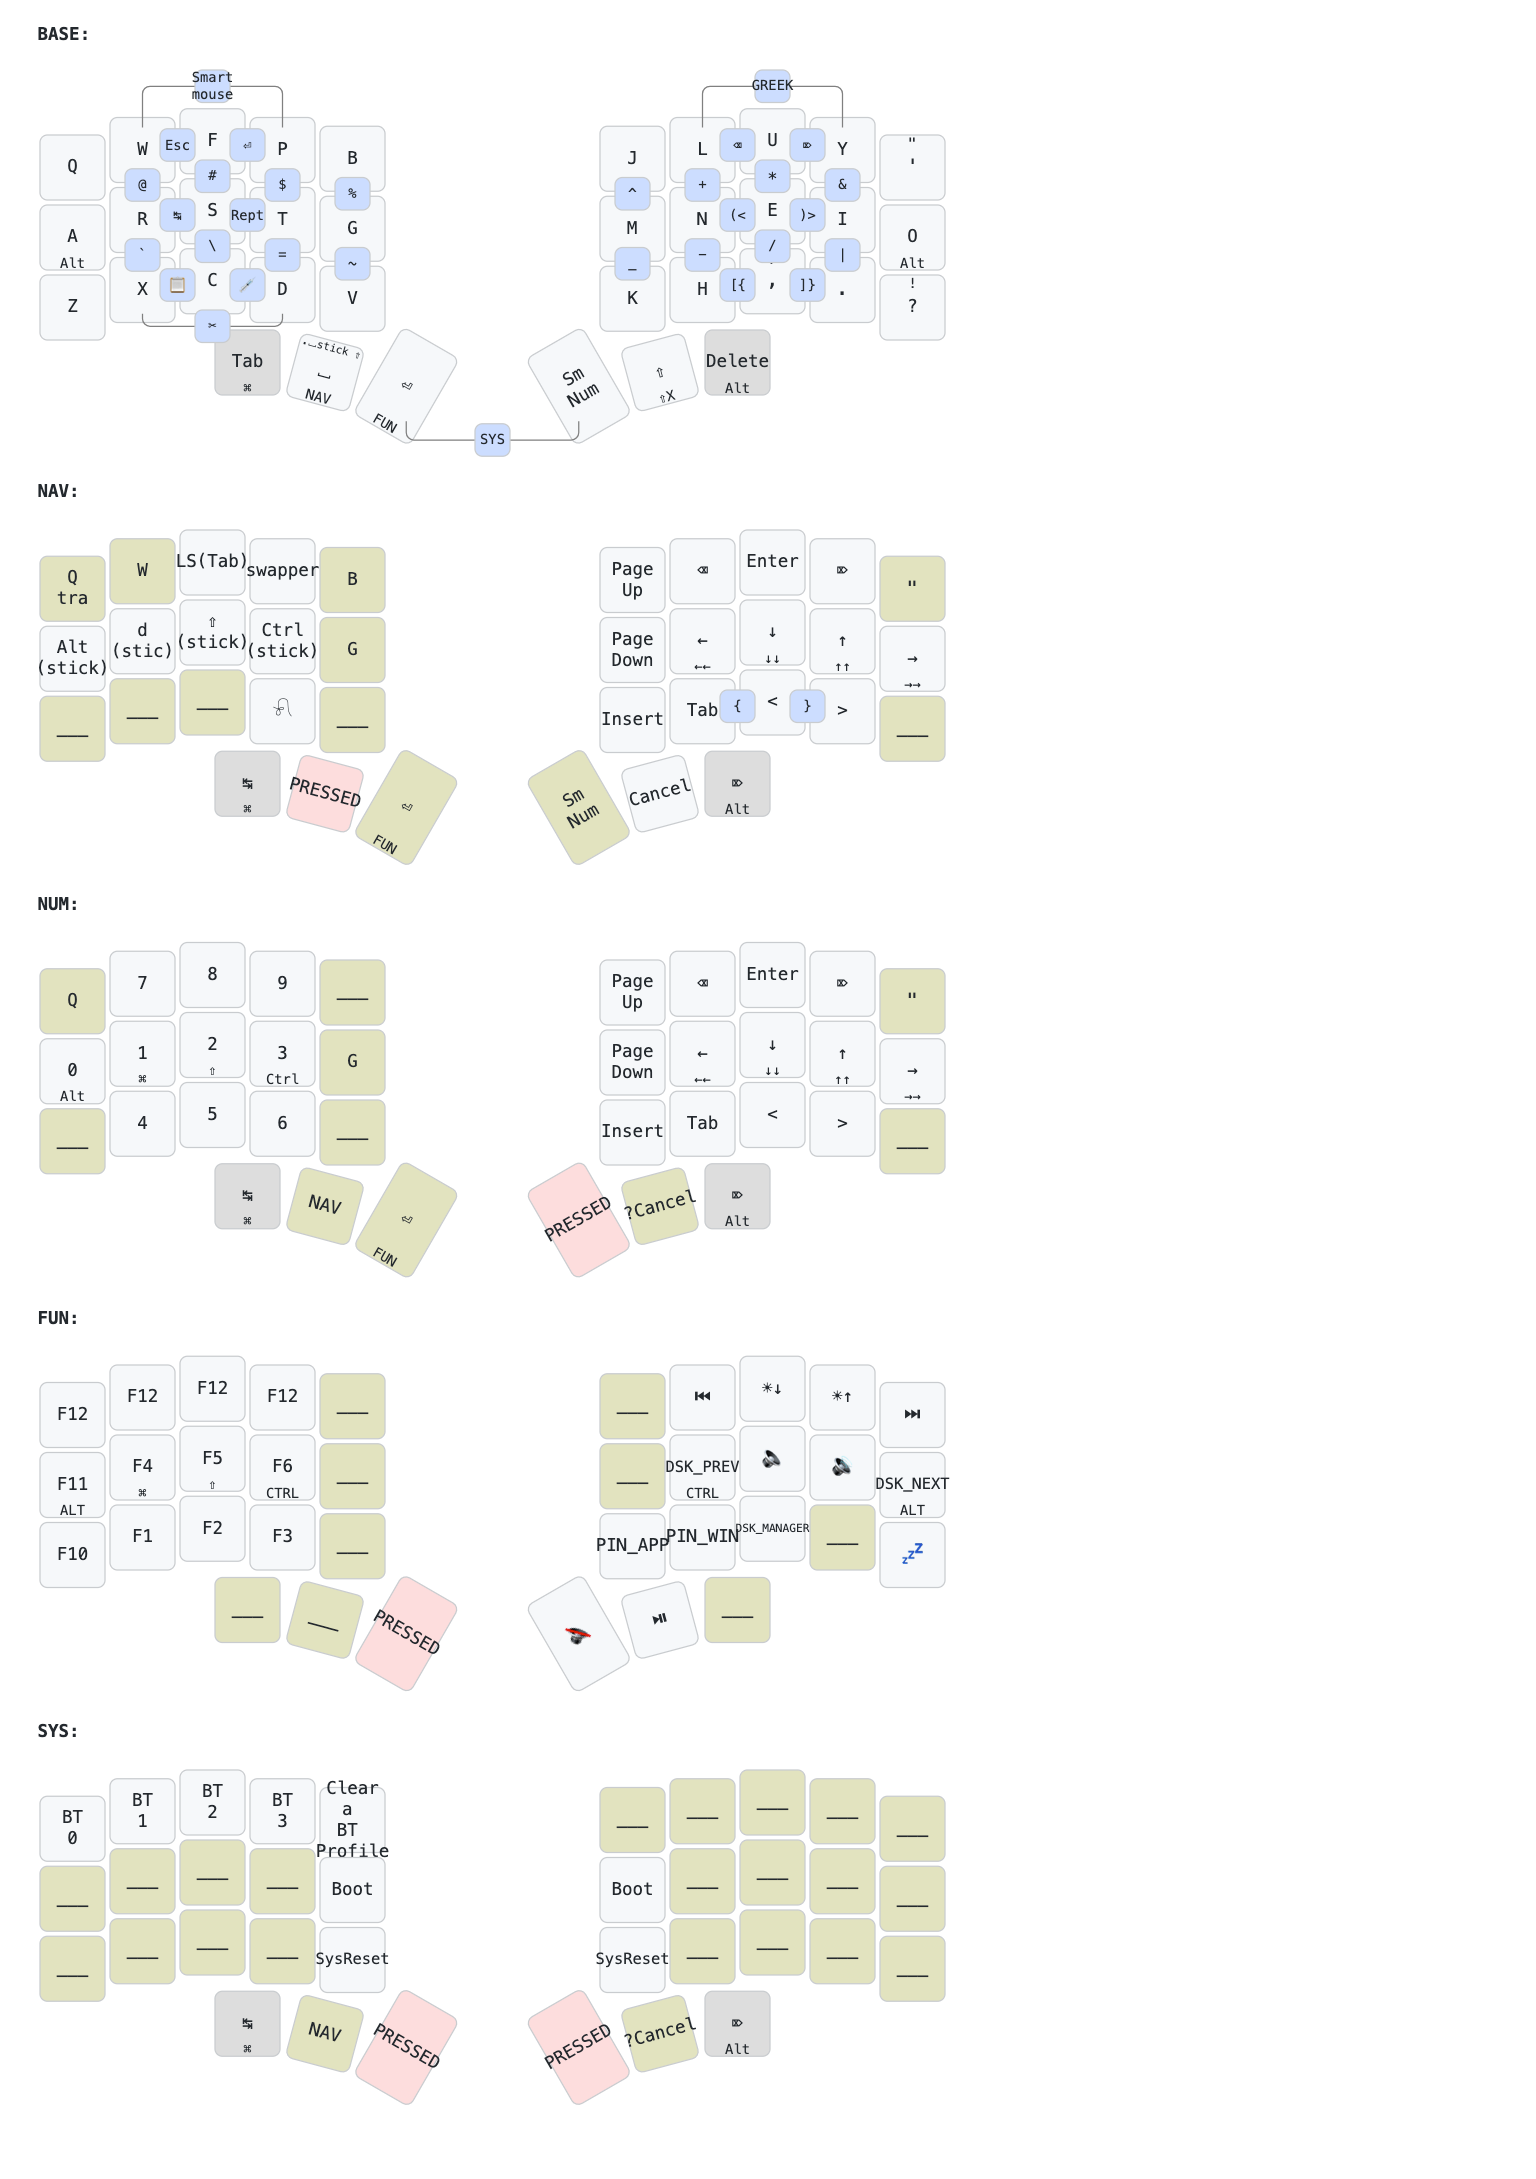 BASE:
Smart
mouse
GREEK
Q W Esc F ⏎ P B
J L ⌫ U ⌦ Y "
'
@ # $ %
^ + * &
A R ↹ S Rept T G
M N (< E )> I O
Alt
Alt
` \ = ~
_ - / |
Z X 📋 C 💉 D V
K H [{ , ]} . !
?
✂
Tab
⌘
stick ⇧
NAV
⏎
FUN
Sm
Num
⇧
⇧X
Delete
Alt
SYS
NAV:
Q
tra
W LS(Tab) swapper B
Page
Up
⌫ Enter ⌦ "
Alt
(stick)
d
(stic)
⇧
(stick)
Ctrl
(stick)
G
Page
Down
←
←←
↓
↓↓
↑
↑↑
→
→→
Insert Tab { < } >
↹
⌘
PRESSED
⏎
FUN
Sm
Num
Cancel
⌦
Alt
NUM:
Q 7 8 9
Page
Up
⌫ Enter ⌦ "
0
Alt
1
⌘
2
⇧
3
Ctrl
G
Page
Down
←
←←
↓
↓↓
↑
↑↑
→
→→
4 5 6
Insert Tab < >
↹
⌘
NAV
⏎
FUN
PRESSED
?Cancel
⌦
Alt
FUN:
F12 F12 F12 F12
⏮ ☀↓ ☀↑ ⏭
F11
ALT
F4
⌘
F5
⇧
F6
CTRL
DSK_PREV
CTRL
🔈 🔊
DSK_NEXT
ALT
F10 F1 F2 F3
PIN_APP PIN_WIN DSK_MANAGER 💤
PRESSED
⏯
SYS:
BT
0
BT
1
BT
2
BT
3
Clear
a
BT
Profile
Boot
Boot
SysReset
SysReset
↹
⌘
NAV
PRESSED
PRESSED
?Cancel
⌦
Alt